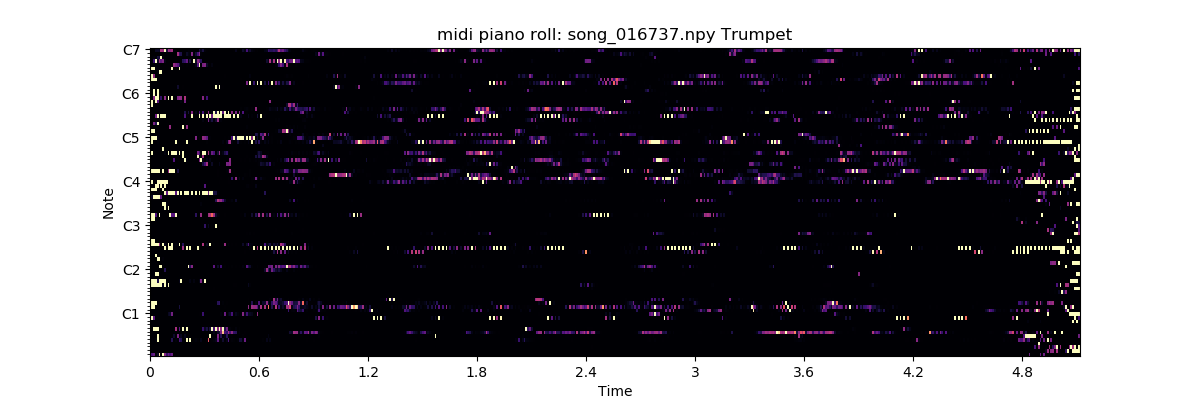 midi piano roll: song_016737.npy Trumpet
C7
C6
C5
C4
C3
C2
C1
Note
0 0.6 1.2 1.8 2.4 3 3.6 4.2 4.8
Time